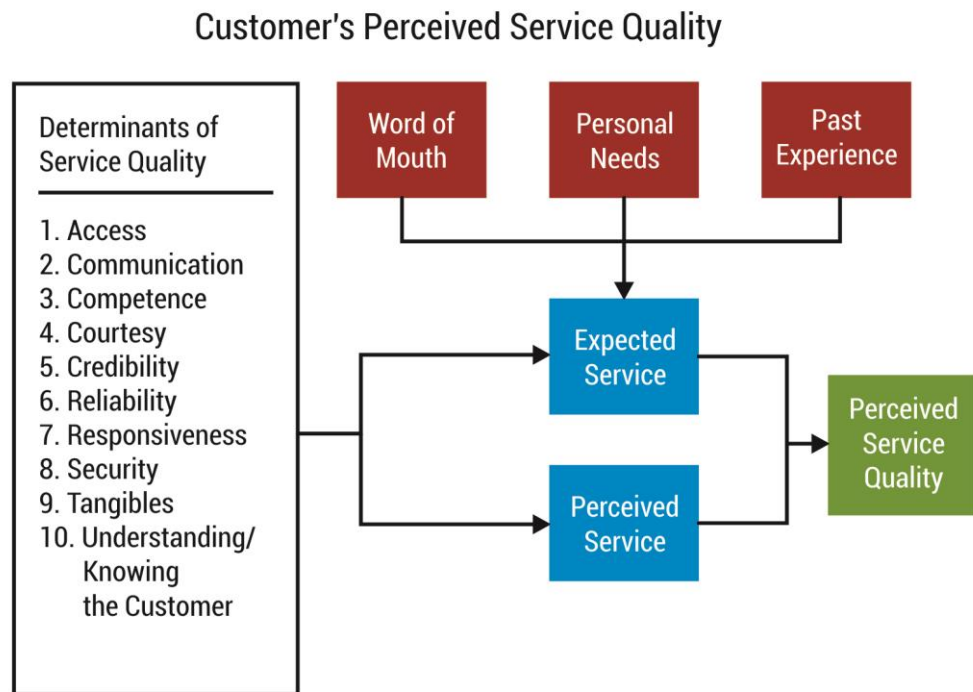 Customer's Perceived Service Quality
Determinants of
Service Quality
1. Access
2. Communication
3. Competence
4. Courtesy
5. Credibility
6. Reliability
7. Responsiveness
8. Security
9. Tangibles
10. Understanding/
Knowing
the Customer
Word of
Mouth
Personal
Needs
Past
Experience
Expected
Service
Perceived
Service
Perceived
Service
Quality